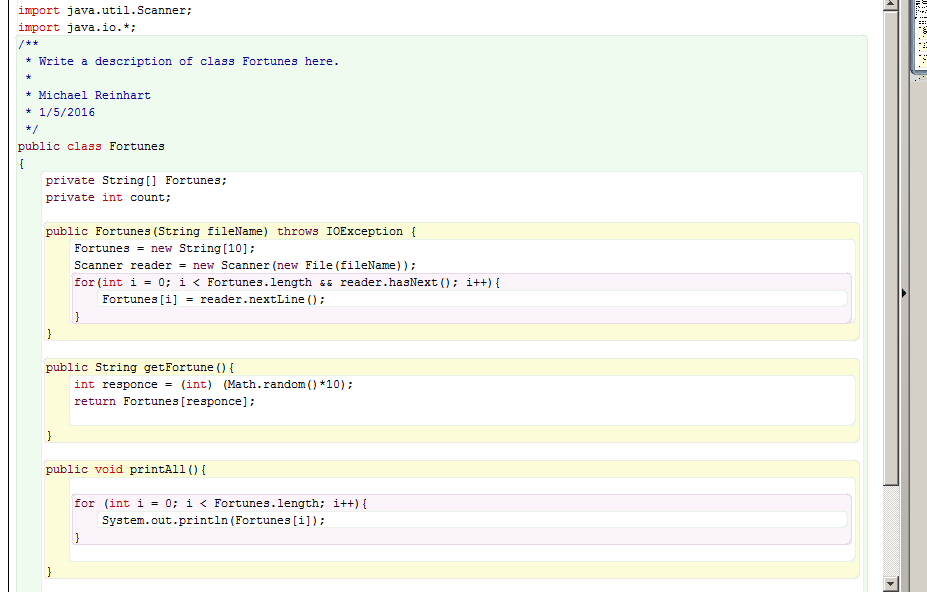 import java.util.Scanner;
import java.io.*;
/**
 * Write a description of class Fortunes here.
 *
 * Michael Reinhart
 * 1/5/2016
 */
public class Fortunes
{
    private String[] Fortunes;
    private int count;
    public Fortunes(String fileName) throws IOException {
        Fortunes = new String[10];
        Scanner reader = new Scanner(new File(fileName));
        for(int i = 0; i < Fortunes.length && reader.hasNext(); i++){
            Fortunes[i] = reader.nextLine();
        }
    }
    public String getFortune(){
        int responce = (int) (Math.random()*10);
        return Fortunes[responce];
    }
    public void printAll(){
        for (int i = 0; i < Fortunes.length; i++){
            System.out.println(Fortunes[i]);
        }
    }